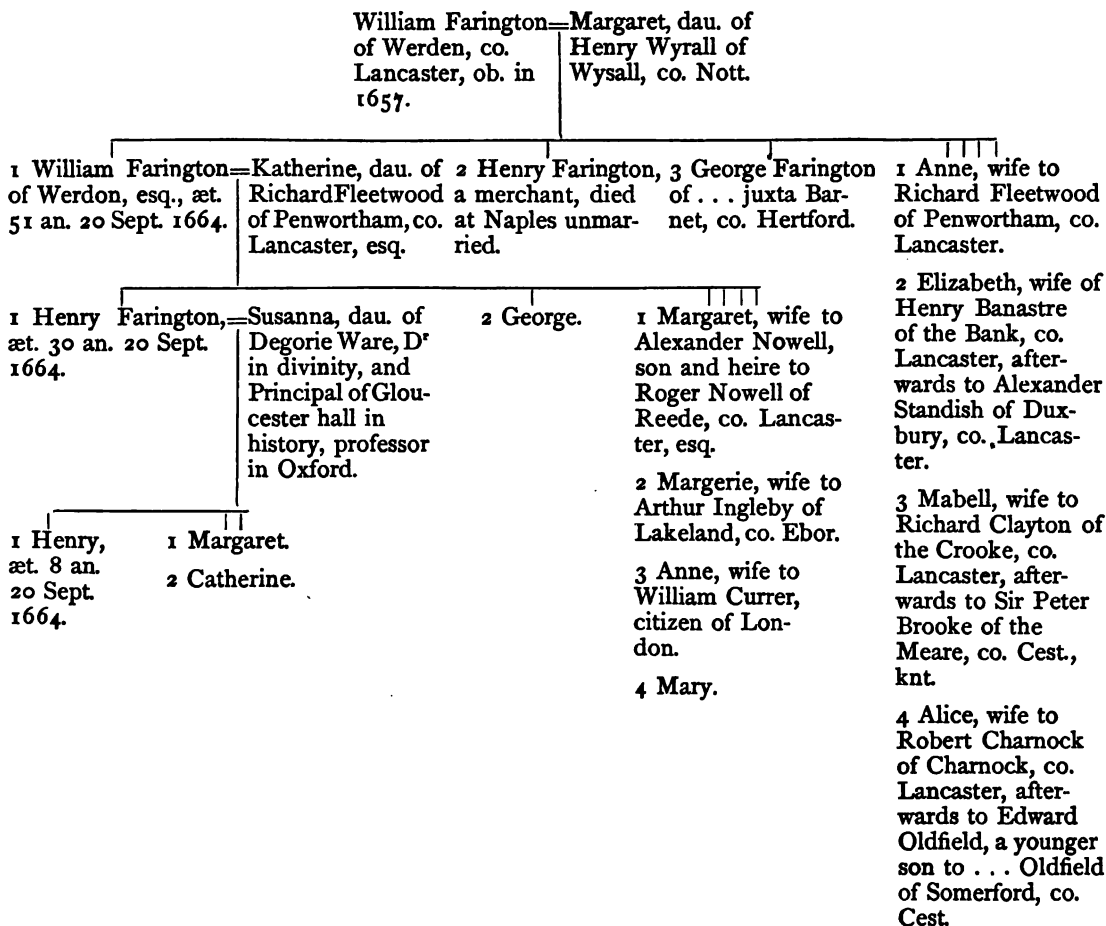 William Farington=Margaret, dau. of
of Werden, co. Henry Wyrall of
Lancaster, ob. in Wysall, co. Nott.
1657.
1 William Farington=
of Werdon, esq., æt.
51 an. 20 Sept. 1664.
Katherine, dau. of
Richard Fleetwood
of Penwortham, co.
Lancaster, esq.
2 Henry Farington,
a merchant, died
at Naples unmar-
ried.
3 George Farington
of . . . juxta Bar-
net, co. Hertford.
1 Anne, wife to
Richard Fleetwood
of Penwortham, co.
Lancaster.
2 Elizabeth, wife of
Henry Banastre
of the Bank, co.
Lancaster, after-
wards to Alexander
Standish of Dux-
bury, co. Lancas-
ter.
3 Mabell, wife to
Richard Clayton of
the Crooke, co.
Lancaster, after-
wards to Sir Peter
Brooke of the
Meare, co. Cest.,
knt.
4 Alice, wife to
Robert Charnock
of Charnock, co.
Lancaster, after-
wards to Edward
Oldfield, a younger
son to . . . Oldfield
of Somerford, co.
Cest.
1 Henry Farington,=
æt. 30 an. 20 Sept.
1664.
Susanna, dau. of
Degorie Ware, Dr
in divinity, and
Principal of Glou-
cester hall in
history, professor
in Oxford.
2 George.
1 Margaret, wife to
Alexander Nowell,
son and heire to
Roger Nowell of
Reede, co. Lancas-
ter, esq.
2 Margerie, wife to
Arthur Ingleby of
Lakeland, co. Ebor.
3 Anne, wife to
William Currer,
citizen of Lon-
don.
4 Mary.
1 Henry,
æt. 8 an.
20 Sept.
1664.
1 Margaret.
2 Catherine.